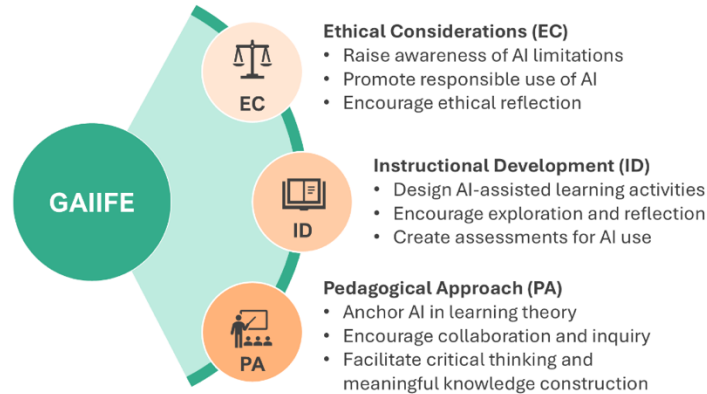 GAIIFE
EC
Ethical Considerations (EC)
• Raise awareness of AI limitations
• Promote responsible use of AI
• Encourage ethical reflection
ID
Instructional Development (ID)
• Design AI-assisted learning activities
• Encourage exploration and reflection
• Create assessments for AI use
PA
Pedagogical Approach (PA)
• Anchor AI in learning theory
• Encourage collaboration and inquiry
• Facilitate critical thinking and
meaningful knowledge construction